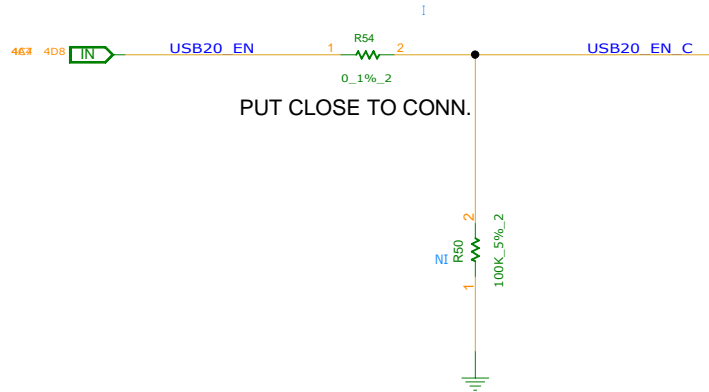 I
R54
4D8 IN USB20_EN 1 2 USB20_EN_C
0_1%_2
PUT CLOSE TO CONN.
2
NI R50 100K_5%_2
1